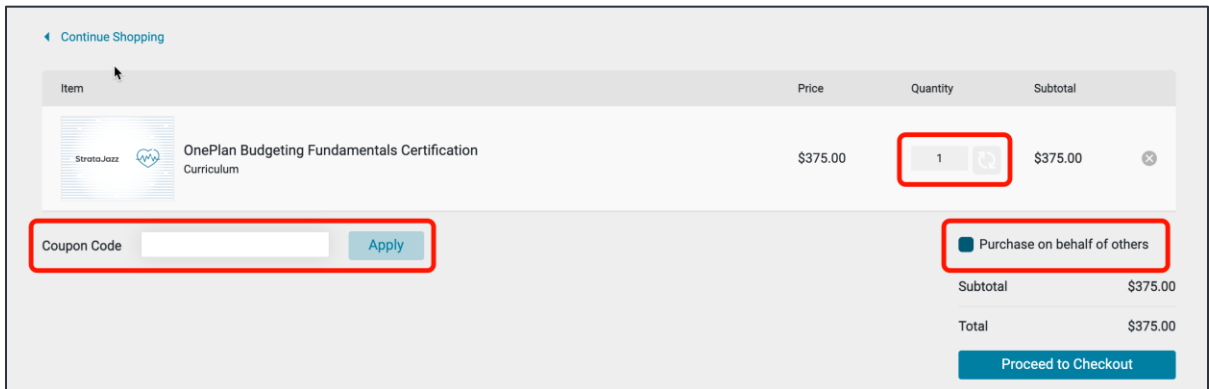 Continue Shopping
Item Price Quantity Subtotal
StrataJazz
OnePlan Budgeting Fundamentals Certification
Curriculum
$375.00 1 $375.00
Coupon Code Apply
Purchase on behalf of others
Subtotal $375.00
Total $375.00
Proceed to Checkout